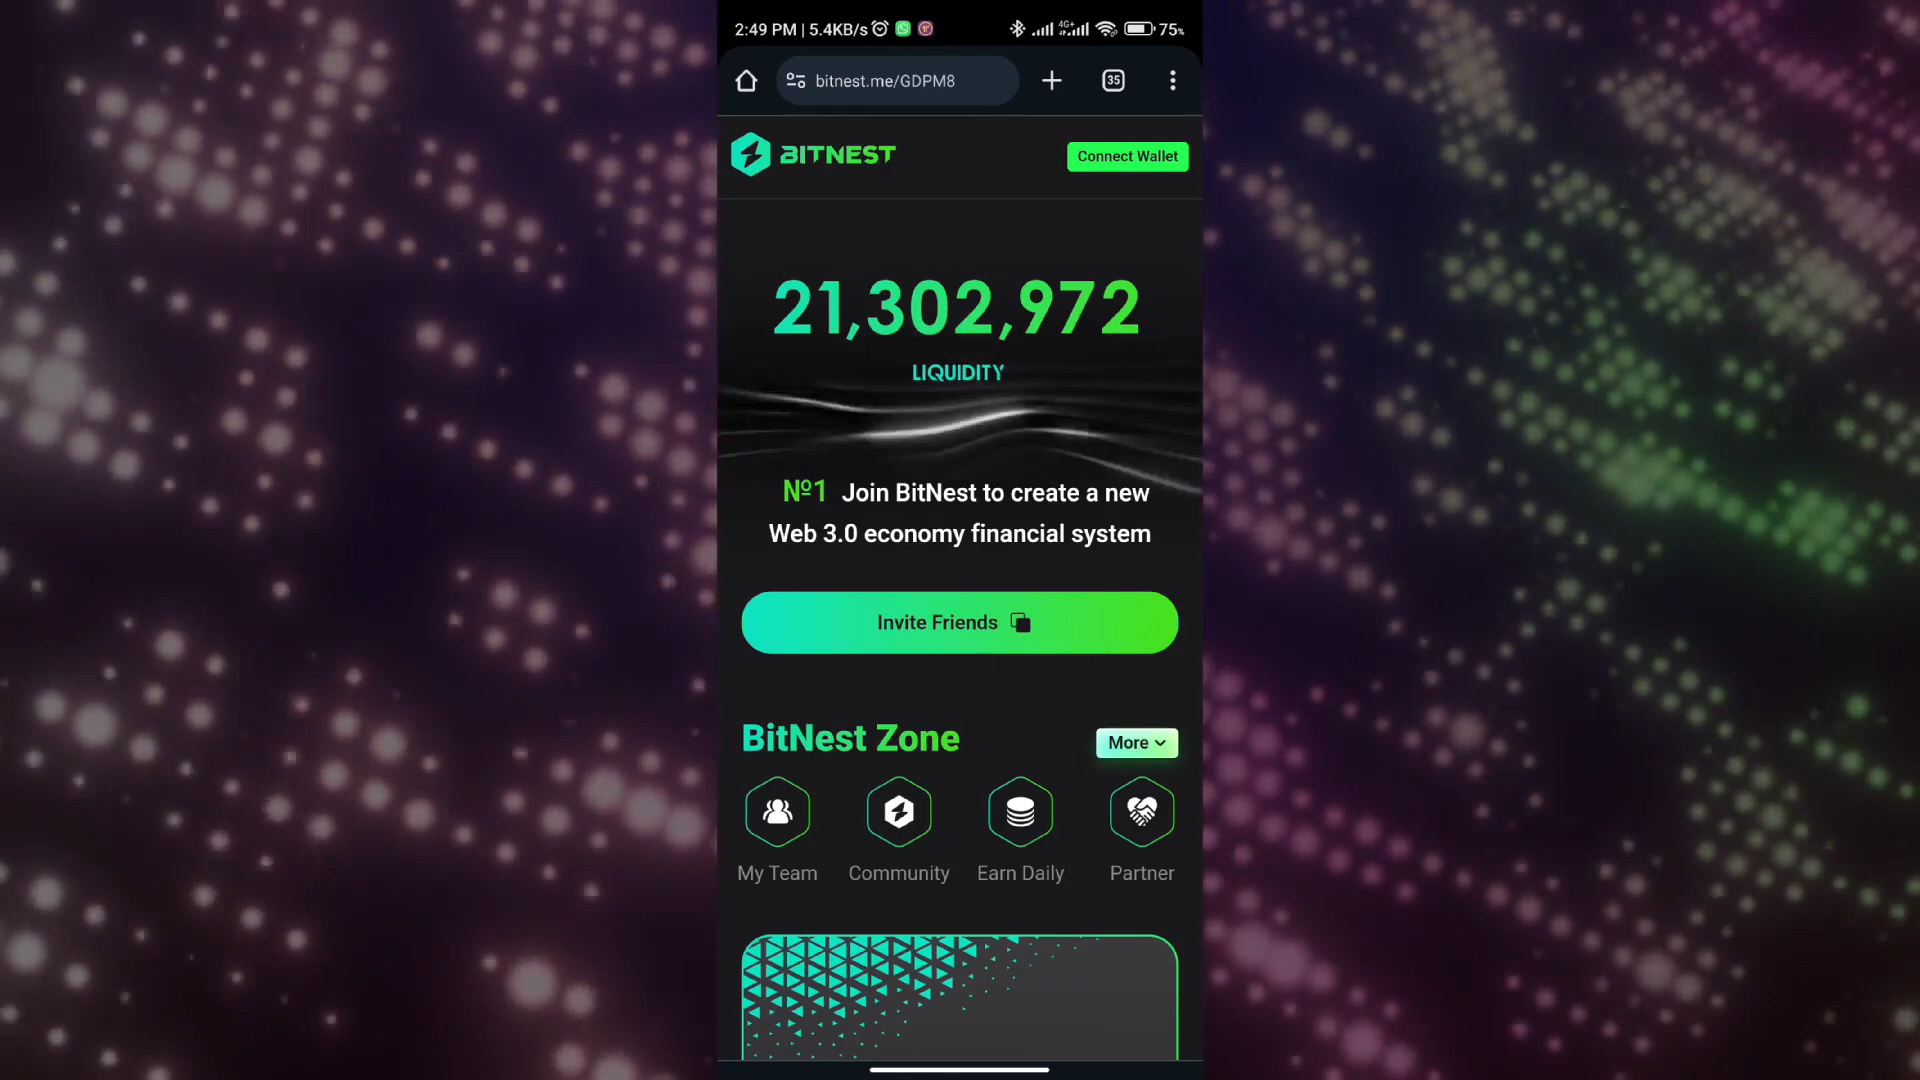 2:49 PM | 5.4KB/s 4G+ 75%
bitnest.me/GDPM8 35
BITNEST Connect Wallet
21,302,972
LIQUIDITY
№1 Join BitNest to create a new
Web 3.0 economy financial system
Invite Friends
BitNest Zone More
My Team Community Earn Daily Partner